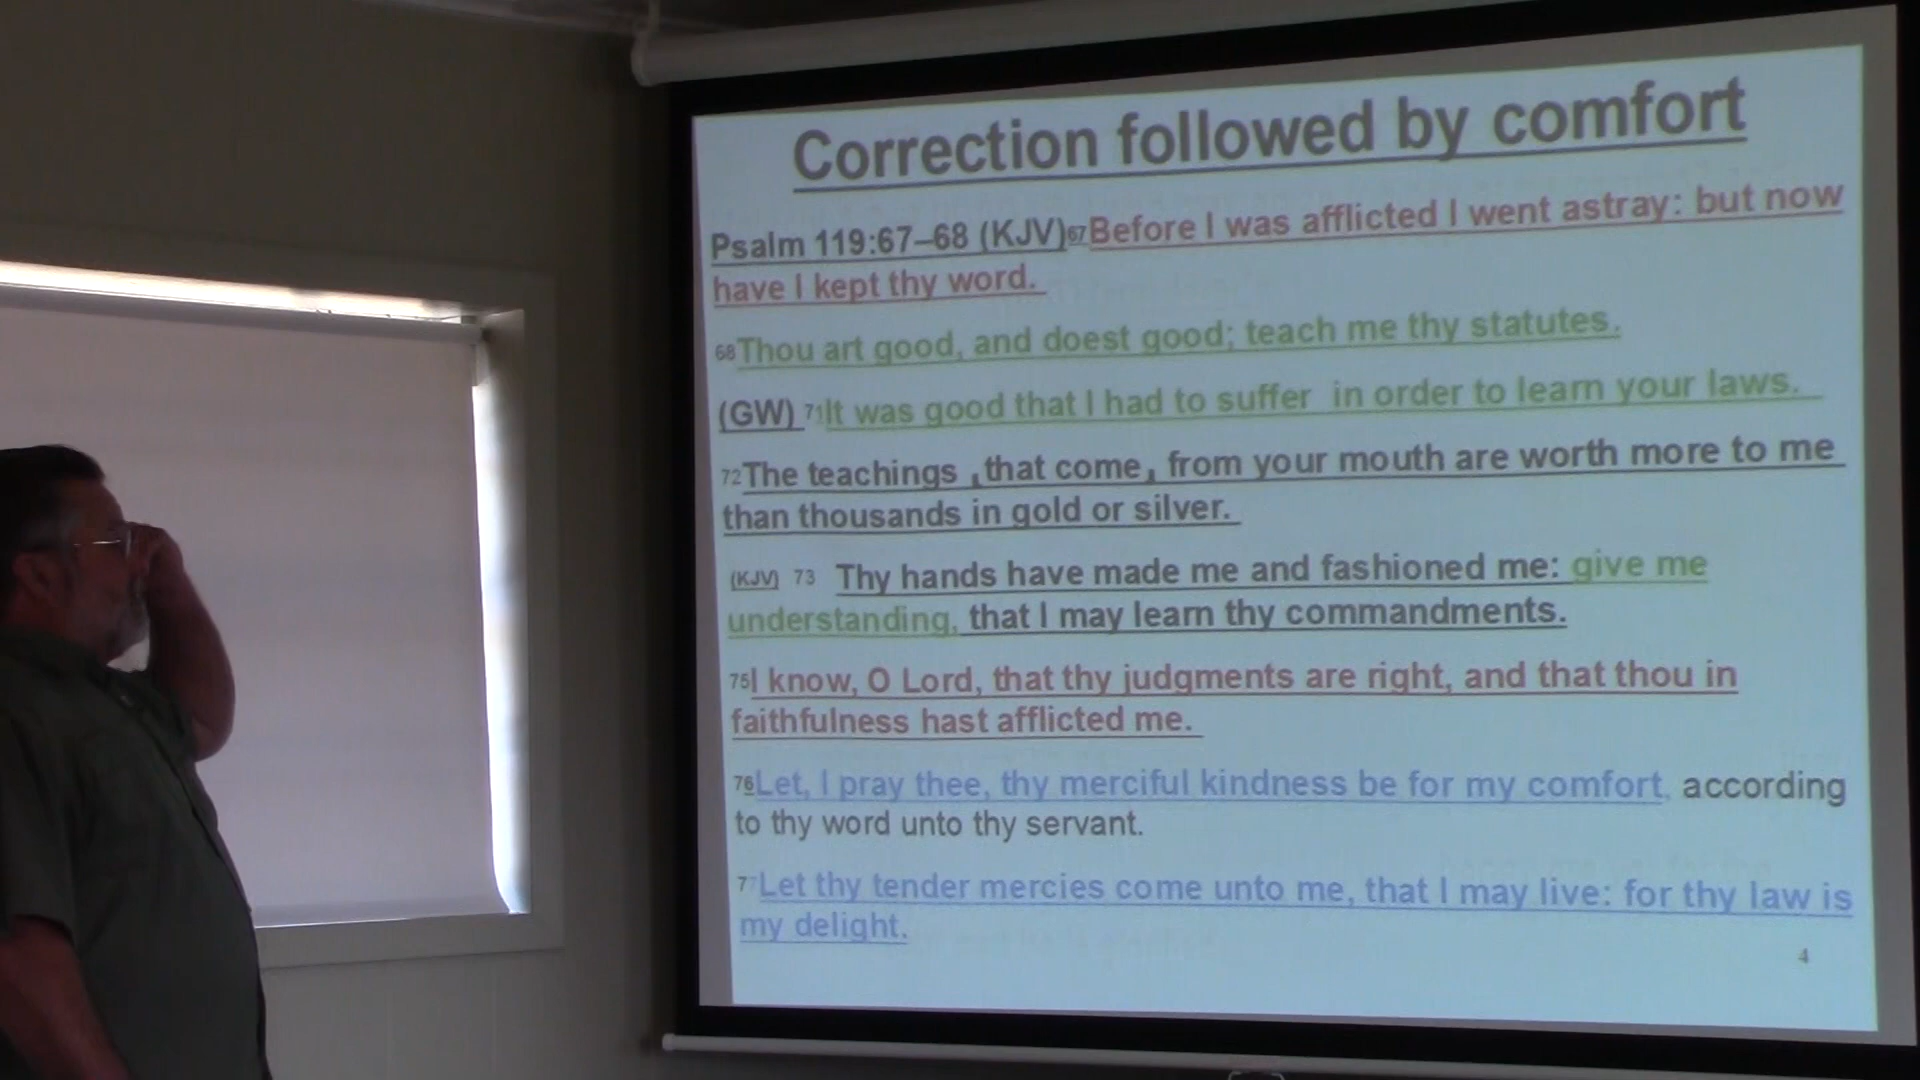 Correction followed by comfort
Psalm 119:67–68 (KJV) 67Before I was afflicted I went astray: but now
have I kept thy word.
68Thou art good, and doest good; teach me thy statutes.
(GW) 71It was good that I had to suffer in order to learn your laws.
72The teachings ˻that come˼ from your mouth are worth more to me
than thousands in gold or silver.
(KJV) 73 Thy hands have made me and fashioned me: give me
understanding, that I may learn thy commandments.
75I know, O Lord, that thy judgments are right, and that thou in
faithfulness hast afflicted me.
76Let, I pray thee, thy merciful kindness be for my comfort, according
to thy word unto thy servant.
77Let thy tender mercies come unto me, that I may live: for thy law is
my delight.
4